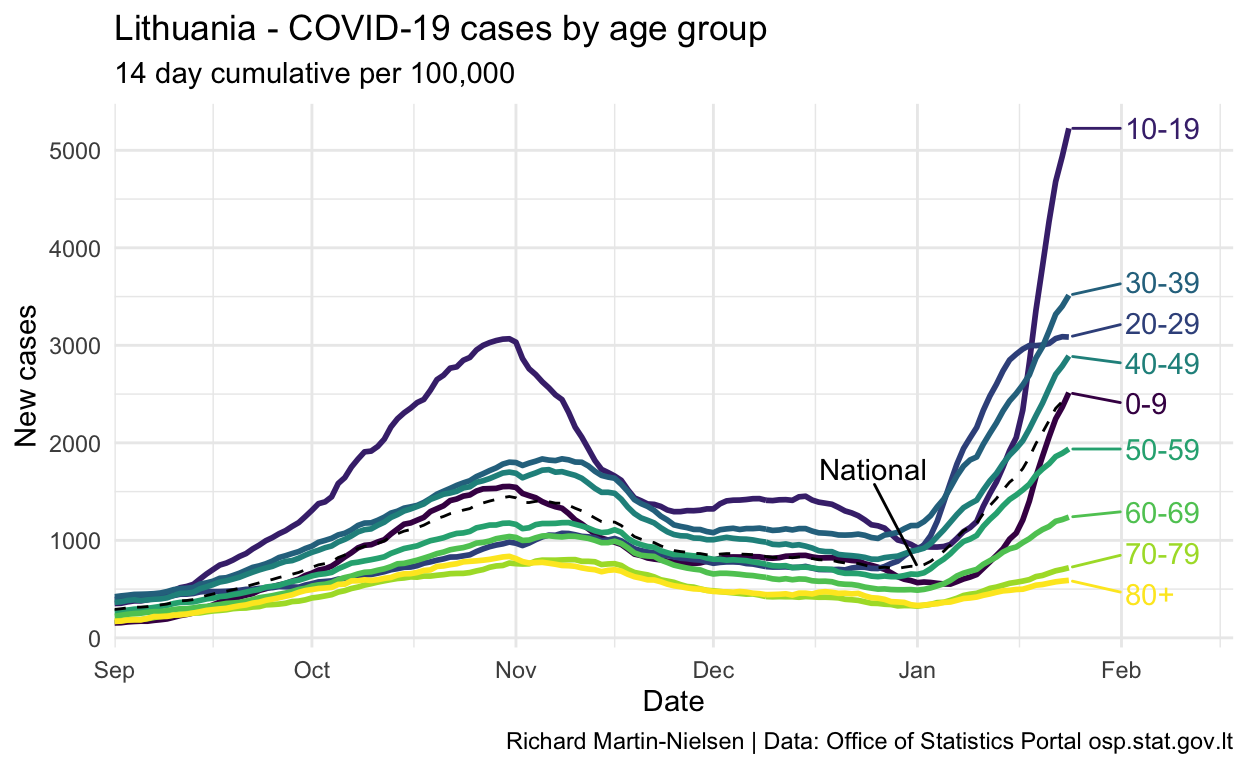 Lithuania - COVID-19 cases by age group
14 day cumulative per 100,000
New cases
5000
4000
3000
2000
1000
0
10-19
30-39
20-29
40-49
0-9
50-59
60-69
70-79
80+
National
Sep Oct Nov Dec Jan Feb
Date
Richard Martin-Nielsen | Data: Office of Statistics Portal osp.stat.gov.lt